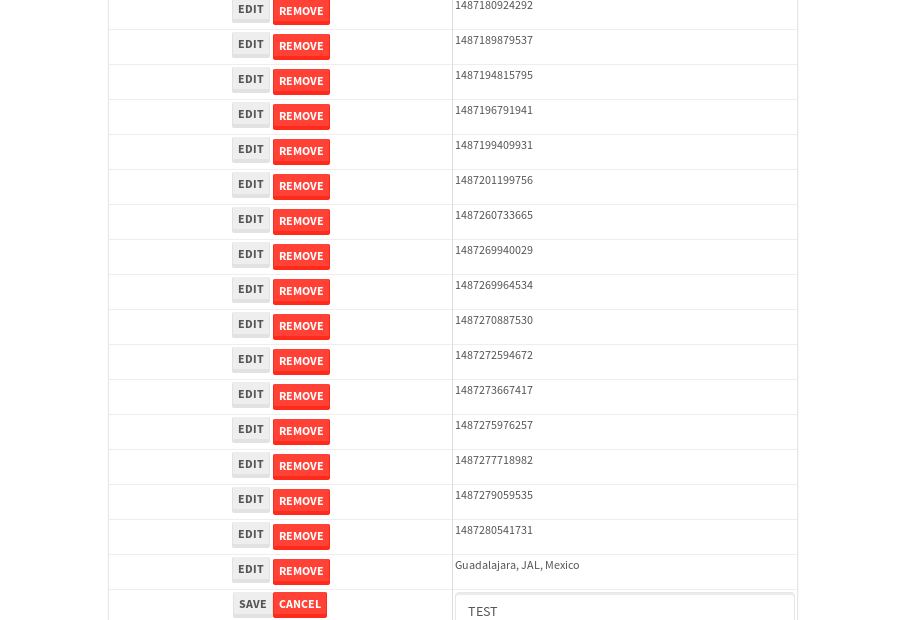 EDIT REMOVE 1487180924292
EDIT REMOVE 1487189879537
EDIT REMOVE 1487194815795
EDIT REMOVE 1487196791941
EDIT REMOVE 1487199409931
EDIT REMOVE 1487201199756
EDIT REMOVE 1487260733665
EDIT REMOVE 1487269940029
EDIT REMOVE 1487269964534
EDIT REMOVE 1487270887530
EDIT REMOVE 1487272594672
EDIT REMOVE 1487273667417
EDIT REMOVE 1487275976257
EDIT REMOVE 1487277718982
EDIT REMOVE 1487279059535
EDIT REMOVE 1487280541731
EDIT REMOVE Guadalajara, JAL, Mexico
SAVE CANCEL TEST